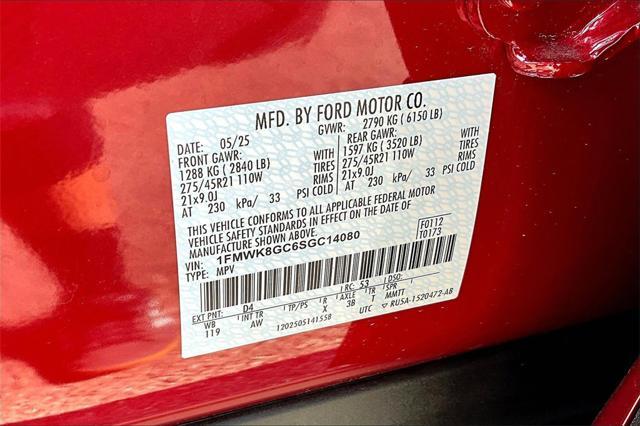 MFD. BY FORD MOTOR CO.
DATE: 05/25 GVWR: 2790 KG ( 6150 LB)
FRONT GAWR: REAR GAWR:
1288 KG ( 2840 LB) WITH 1597 KG ( 3520 LB) WITH
275/45R21 110W TIRES 275/45R21 110W TIRES
21x9.0J RIMS 21x9.0J RIMS
AT 230 kPa/ 33 PSI COLD AT 230 kPa/ 33 PSI COLD
THIS VEHICLE CONFORMS TO ALL APPLICABLE FEDERAL MOTOR
VEHICLE SAFETY STANDARDS IN EFFECT ON THE DATE OF
MANUFACTURE SHOWN ABOVE.
VIN: 1FMWK8GC6SGC14080 F0112
TYPE: MPV T0173
EXT PNT: D4 RC: 53 DSO:
WB INT TR TP/PS R AXLE TR SPR
119 AW X 3B T MMTT
1202505141558 UTC ▽ RU5A-1520472-AB